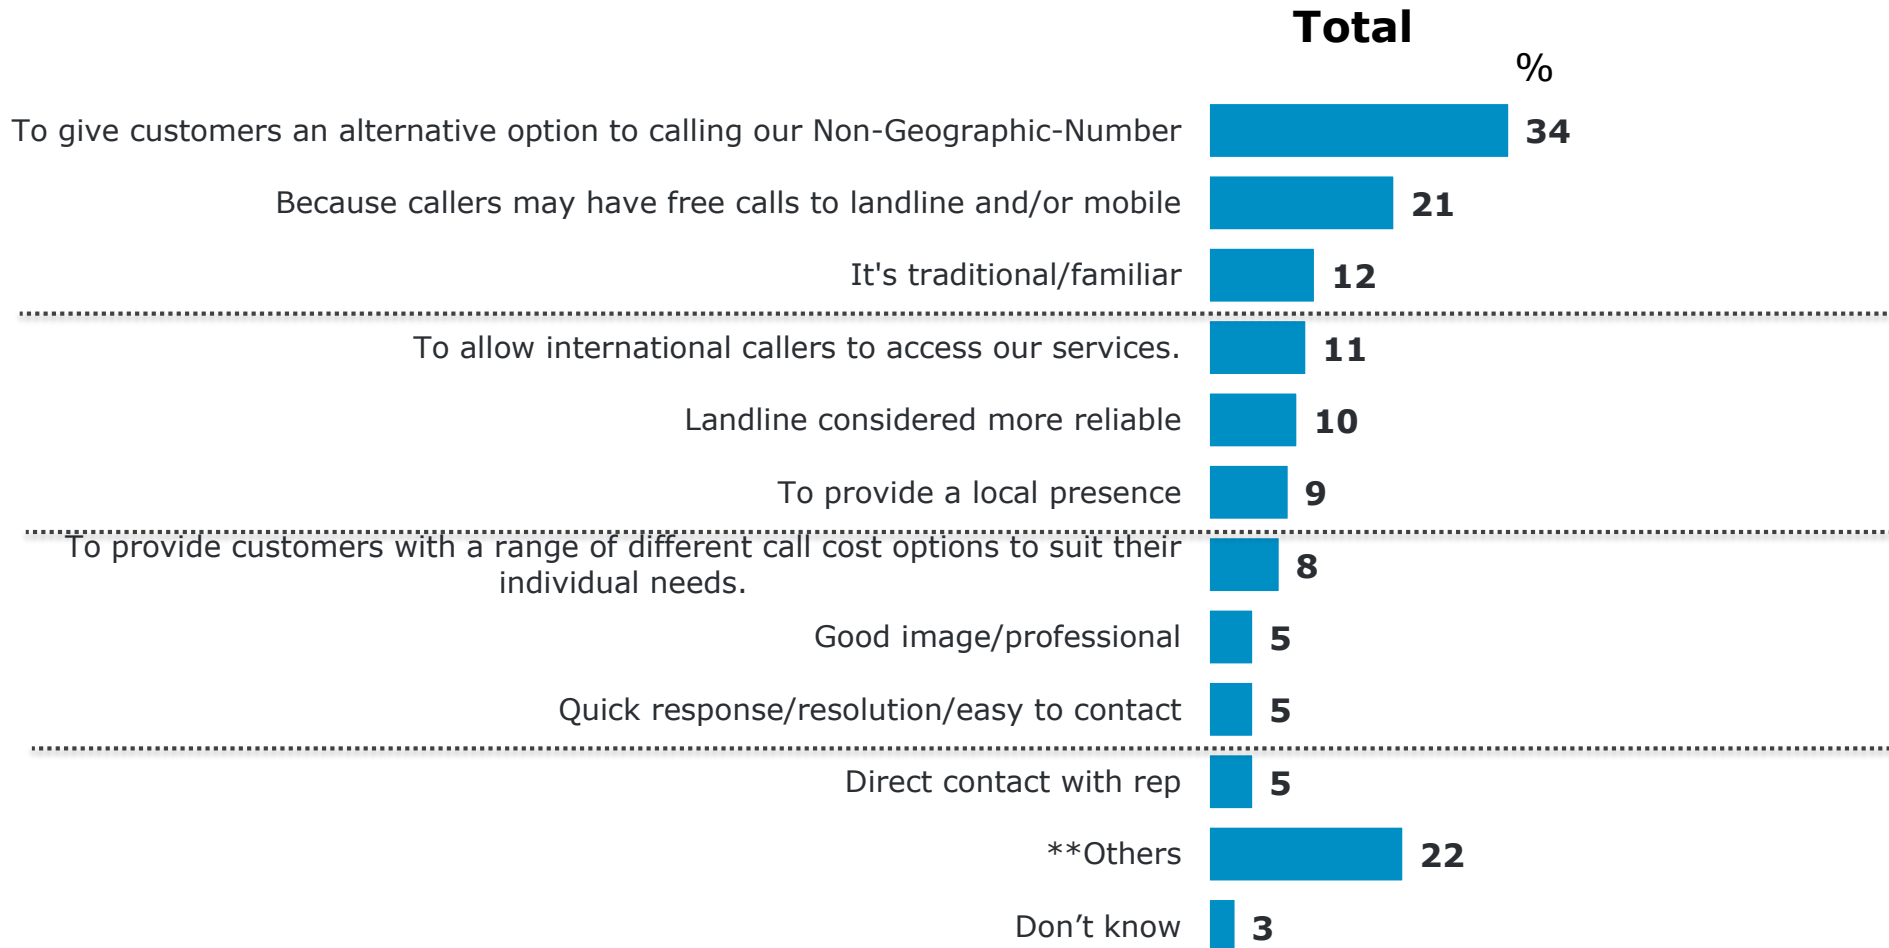 Total
%
To give customers an alternative option to calling our Non-Geographic-Number 34
Because callers may have free calls to landline and/or mobile 21
It's traditional/familiar 12
To allow international callers to access our services. 11
Landline considered more reliable 10
To provide a local presence 9
To provide customers with a range of different call cost options to suit their
individual needs. 8
Good image/professional 5
Quick response/resolution/easy to contact 5
Direct contact with rep 5
**Others 22
Don’t know 3